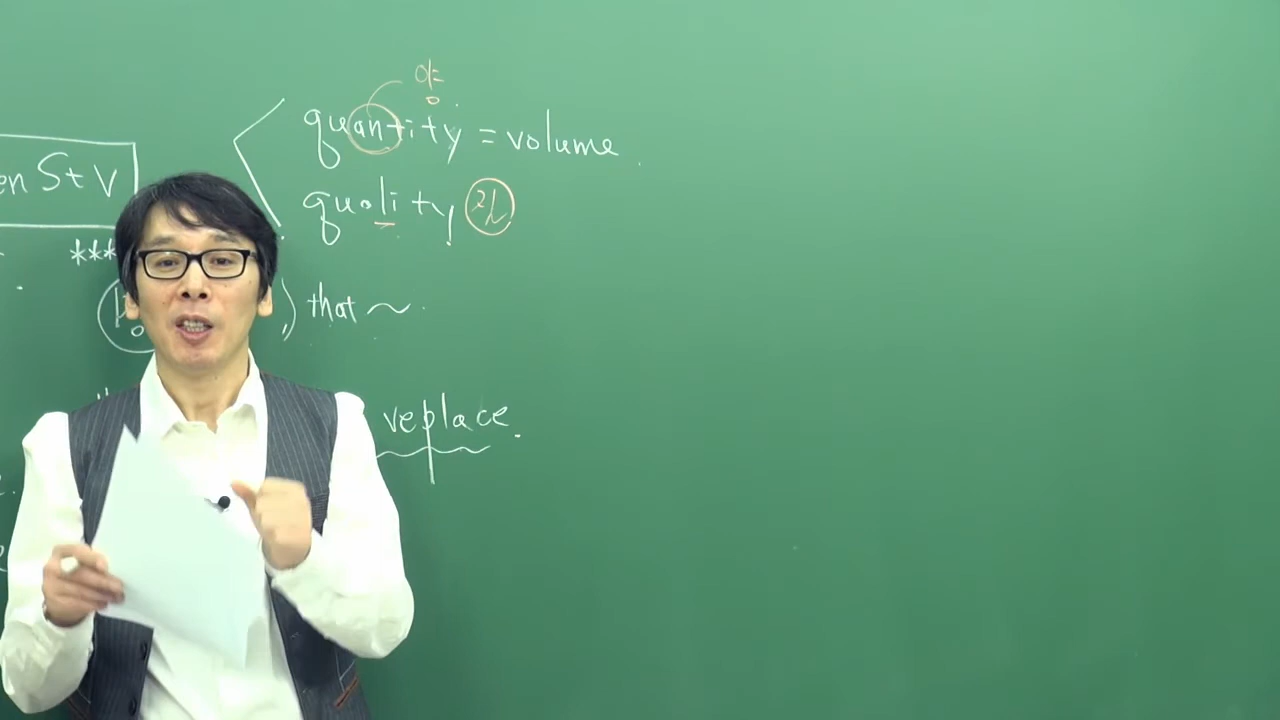 양
quantity = volume
en S+V
quality 질
***
that ~
replace